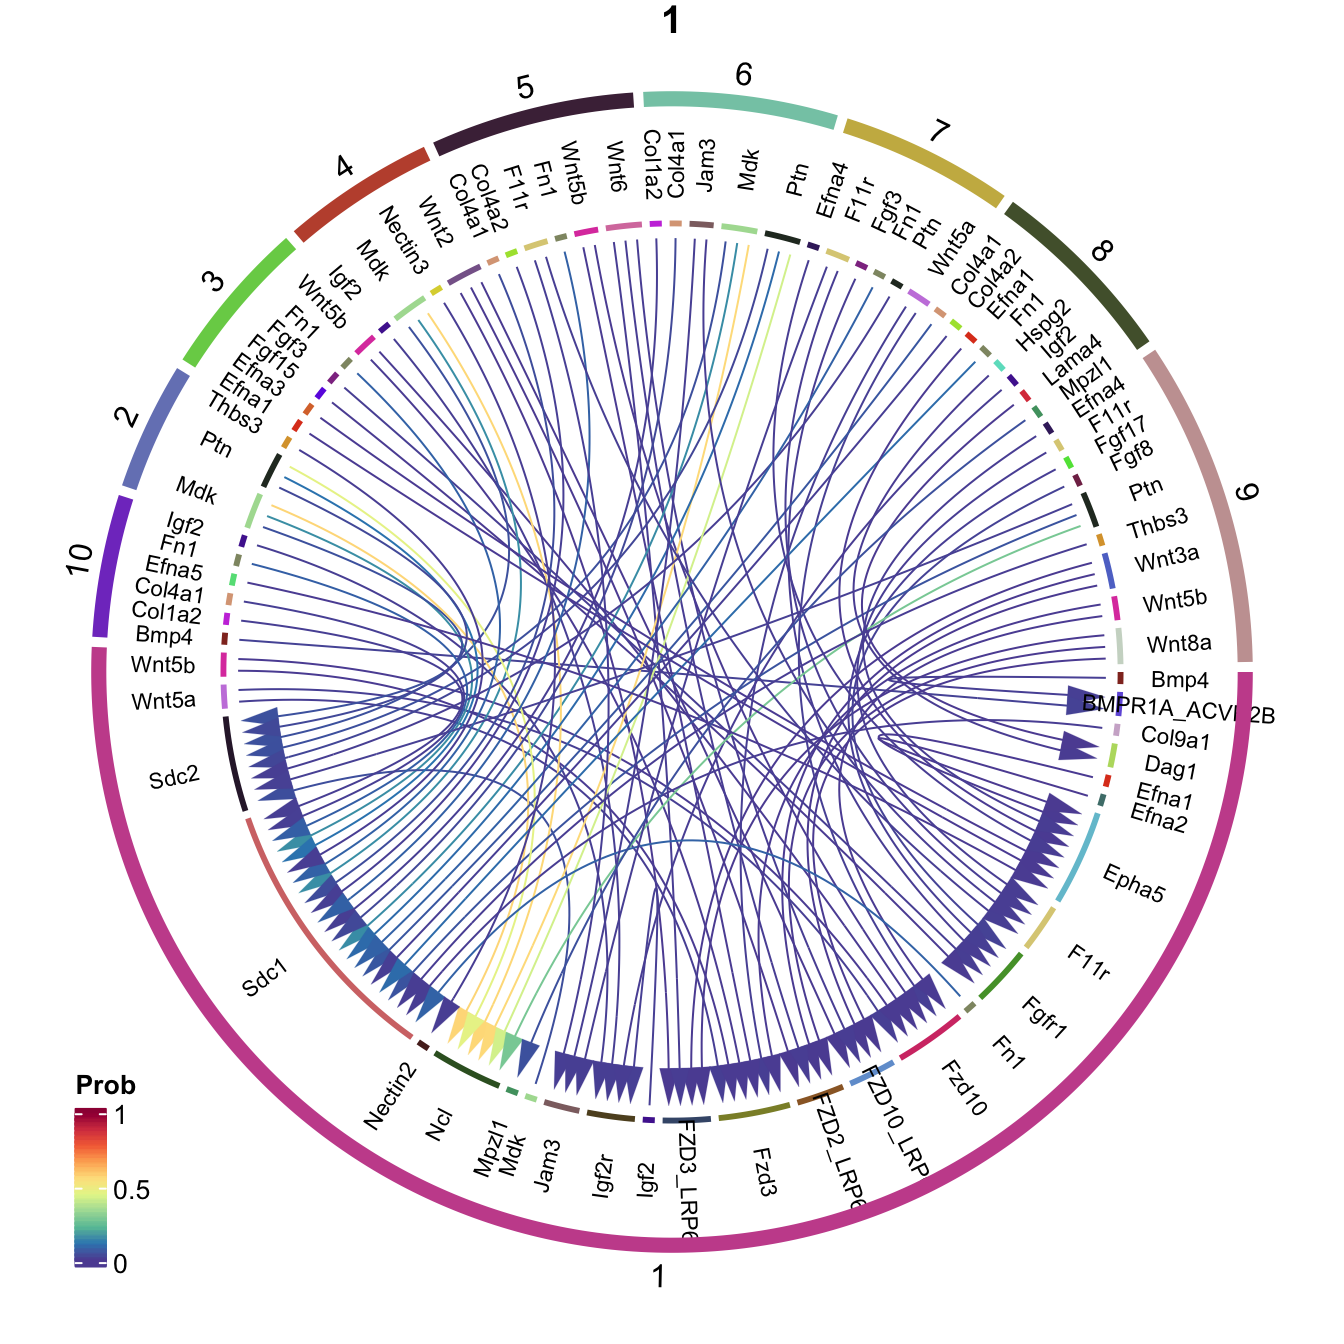 1
5
6
7
8
9
4
3
2
10
1
Wnt5a
Wnt5b
Bmp4
Col1a2
Col4a1
Efna5
Fn1
Igf2
Mdk
Ptn
Thbs3
Efna1
Efna3
Fgf15
Fgf3
Fn1
Wnt5b
Igf2
Mdk
Nectin3
Wnt2
Col4a1
Col4a2
F11r
Fn1
Wnt5b
Wnt6
Col1a2
Col4a1
Jam3
Mdk
Ptn
Efna4
F11r
Fgf3
Fn1
Ptn
Wnt5a
Col4a1
Col4a2
Efna1
Fn1
Hspg2
Igf2
Lama4
Mpzl1
Efna4
F11r
Fgf17
Fgf8
Ptn
Thbs3
Wnt3a
Wnt5b
Wnt8a
Bmp4
BMPR1A_ACVR2B
Col9a1
Dag1
Efna1
Efna2
Epha5
F11r
Fgfr1
Fn1
Fzd10
FZD10_LRP
FZD2_LRP6
Fzd3
FZD3_LRP6
Igf2
Igf2r
Jam3
Mdk
Mpzl1
Ncl
Nectin2
Sdc1
Sdc2
Prob
1
0.5
0